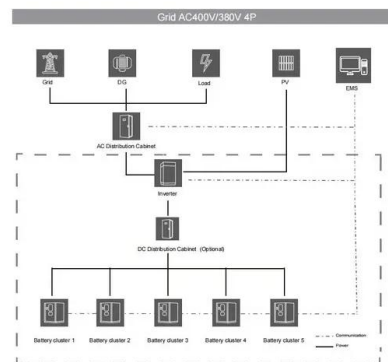 Grid AC400V/380V 4P
Grid DG Load PV EMS
AC Distribution Cabinet
Inverter
DC Distribution Cabinet (Optional)
Battery cluster 1 Battery cluster 2 Battery cluster 3 Battery cluster 4 Battery cluster 5
Communication
Power